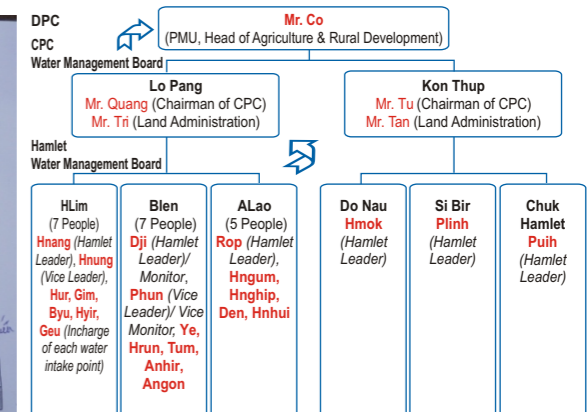 DPC
Mr. Co
(PMU, Head of Agriculture & Rural Development)
CPC
Water Management Board
Lo Pang
Mr. Quang (Chairman of CPC)
Mr. Tri (Land Administration)
Kon Thup
Mr. Tu (Chairman of CPC)
Mr. Tan (Land Administration)
Hamlet
Water Management Board
HLim
(7 People)
Hnang (Hamlet
Leader), Hnung
(Vice Leader),
Hur, Gim,
Byu, Hyir,
Geu (Incharge
of each water
intake point)
Blen
(7 People)
Dji (Hamlet
Leader)/
Monitor,
Phun (Vice
Leader)/ Vice
Monitor, Ye,
Hrun, Tum,
Anhir,
Angon
ALao
(5 People)
Rop (Hamlet
Leader),
Hngum,
Hnghip,
Den, Hnhui
Do Nau
Hmok
(Hamlet
Leader)
Si Bir
Plinh
(Hamlet
Leader)
Chuk
Hamlet
Puih
(Hamlet
Leader)